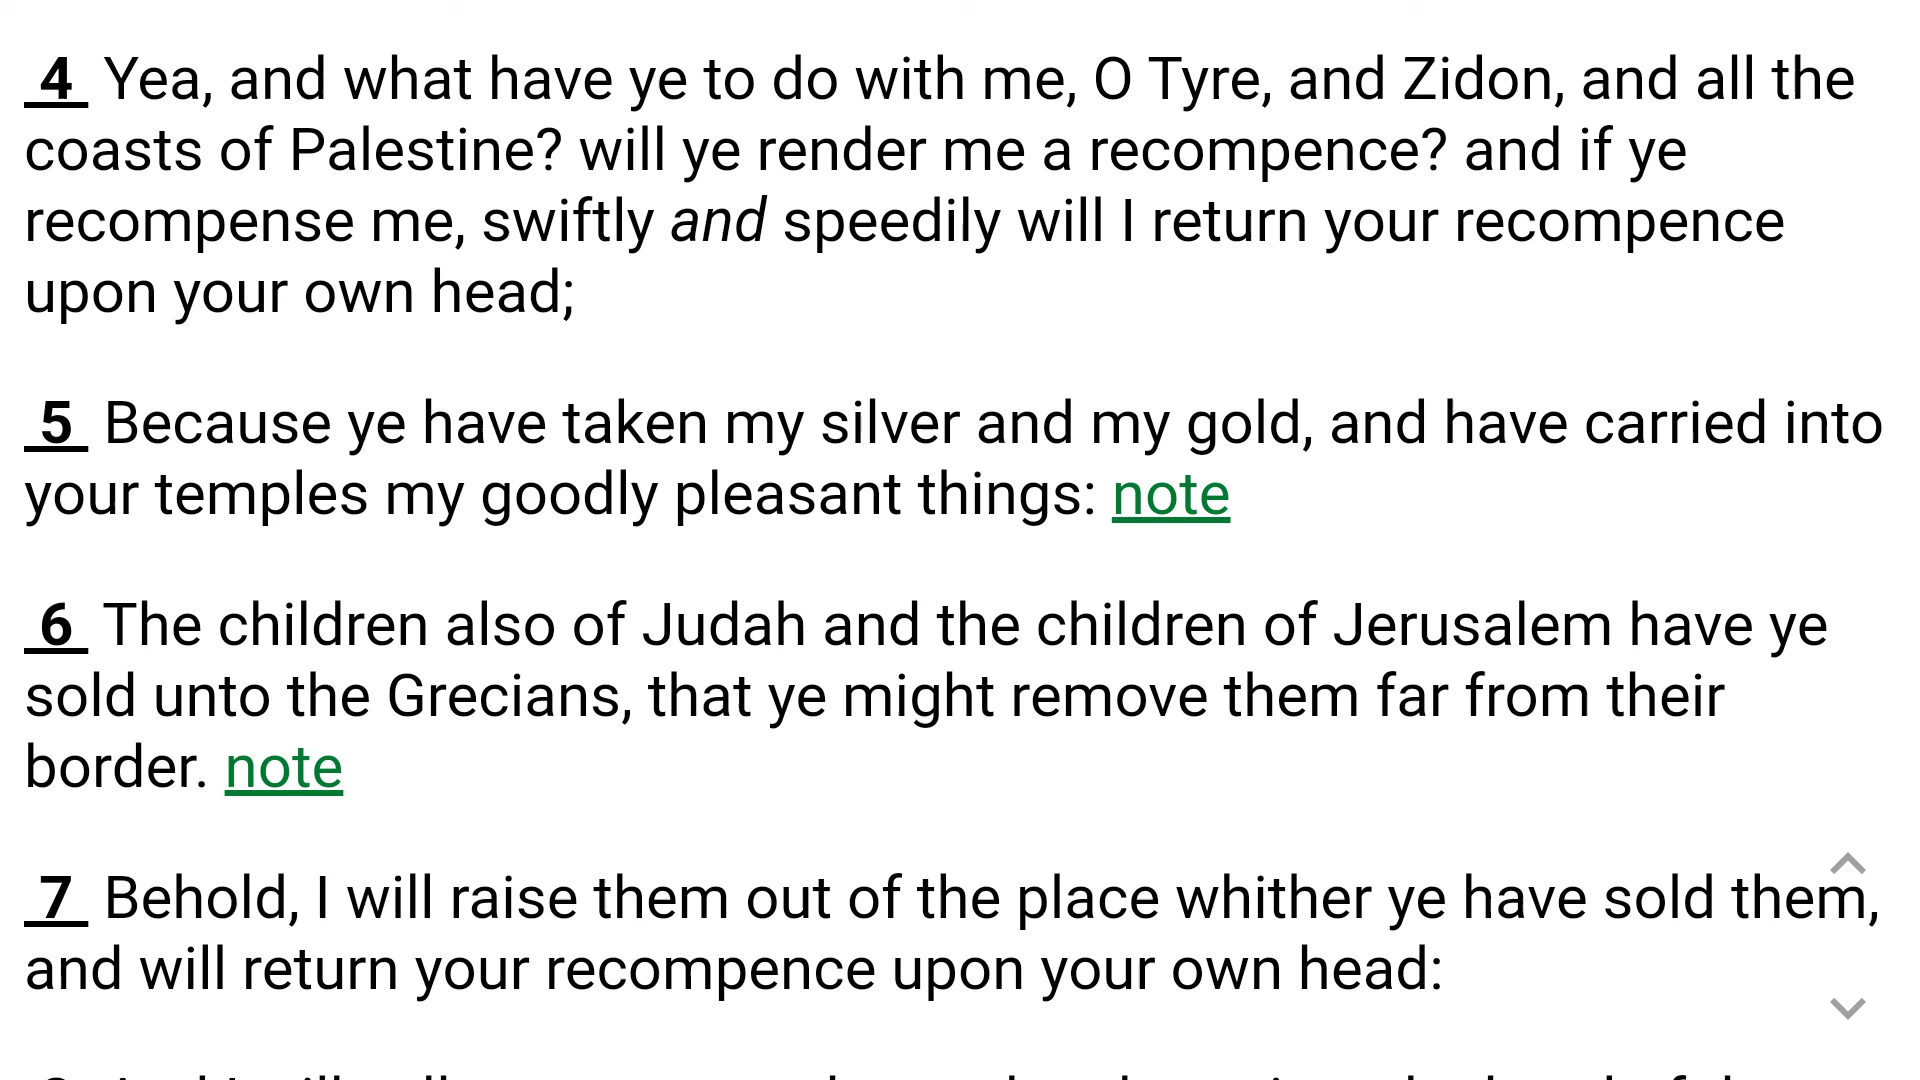 4 Yea, and what have ye to do with me, O Tyre, and Zidon, and all the
coasts of Palestine? will ye render me a recompence? and if ye
recompense me, swiftly and speedily will I return your recompence
upon your own head;
5 Because ye have taken my silver and my gold, and have carried into
your temples my goodly pleasant things: note
6 The children also of Judah and the children of Jerusalem have ye
sold unto the Grecians, that ye might remove them far from their
border. note
7 Behold, I will raise them out of the place whither ye have sold them,
and will return your recompence upon your own head: